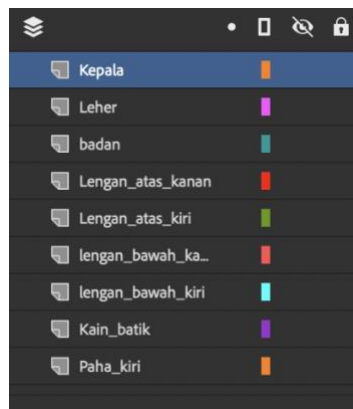 Kepala
Leher
badan
Lengan_atas_kanan
Lengan_atas_kiri
lengan_bawah_ka...
lengan_bawah_kiri
Kain_batik
Paha_kiri